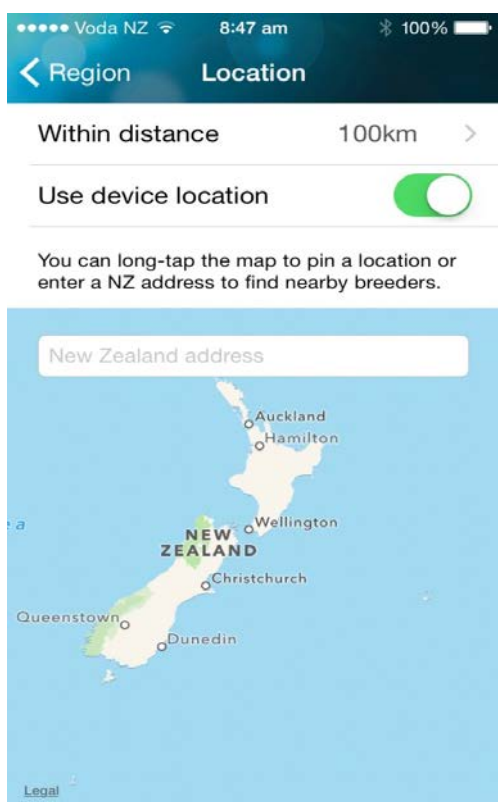 Voda NZ 8:47 am 100%
Region Location
Within distance 100km
Use device location
You can long-tap the map to pin a location or
enter a NZ address to find nearby breeders.
New Zealand address
Auckland
Hamilton
e a
Wellington
NEW
ZEALAND
Christchurch
Queenstown
Dunedin
Legal